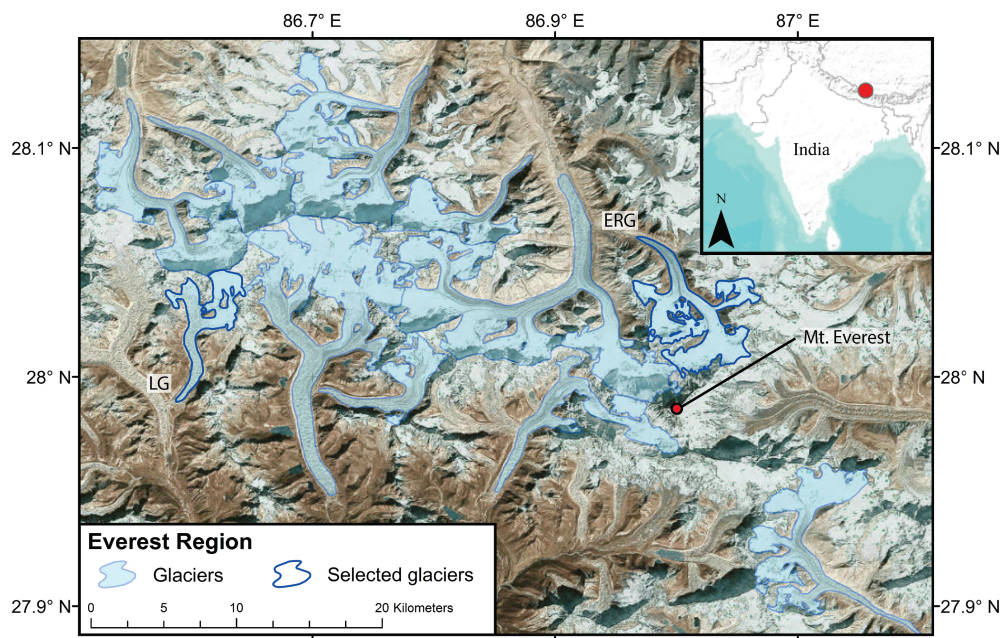 86.7° E
86.9° E
87° E
28.1° N
28.1° N
India
N
ERG
Mt. Everest
28° N
28° N
LG
Everest Region
Glaciers
Selected glaciers
0 5 10 20 Kilometers
27.9° N
27.9° N